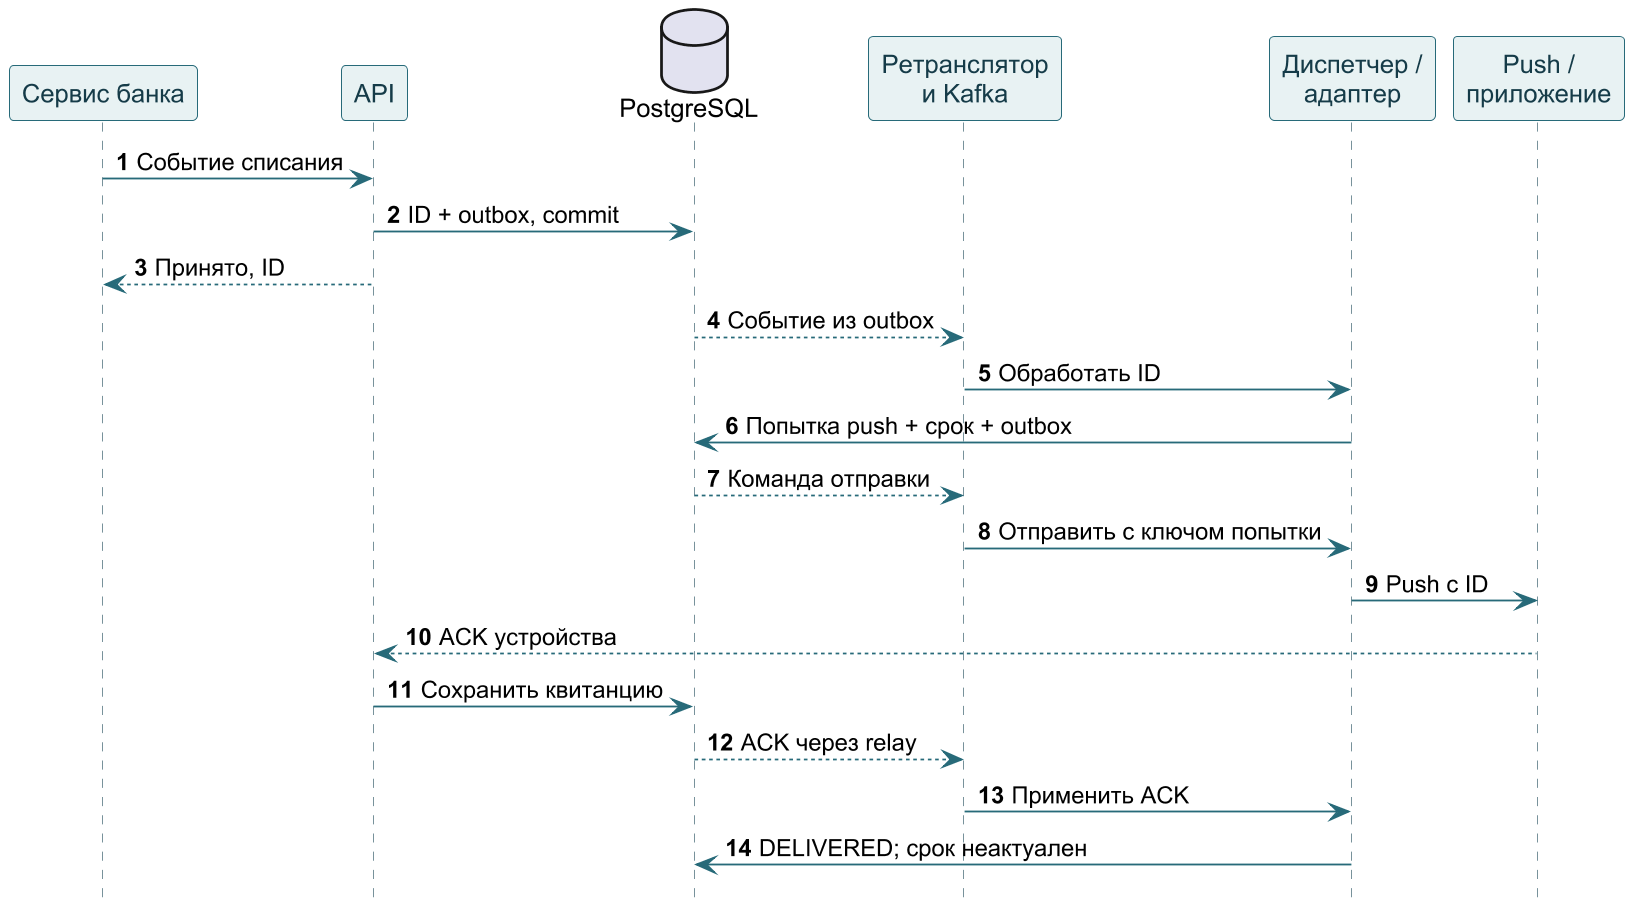 Сервис банка
API
PostgreSQL
Ретранслятор
и Kafka
Диспетчер /
адаптер
Push /
приложение
1 Событие списания
2 ID + outbox, commit
3 Принято, ID
4 Событие из outbox
5 Обработать ID
6 Попытка push + срок + outbox
7 Команда отправки
8 Отправить с ключом попытки
9 Push с ID
10 ACK устройства
11 Сохранить квитанцию
12 ACK через relay
13 Применить ACK
14 DELIVERED; срок неактуален